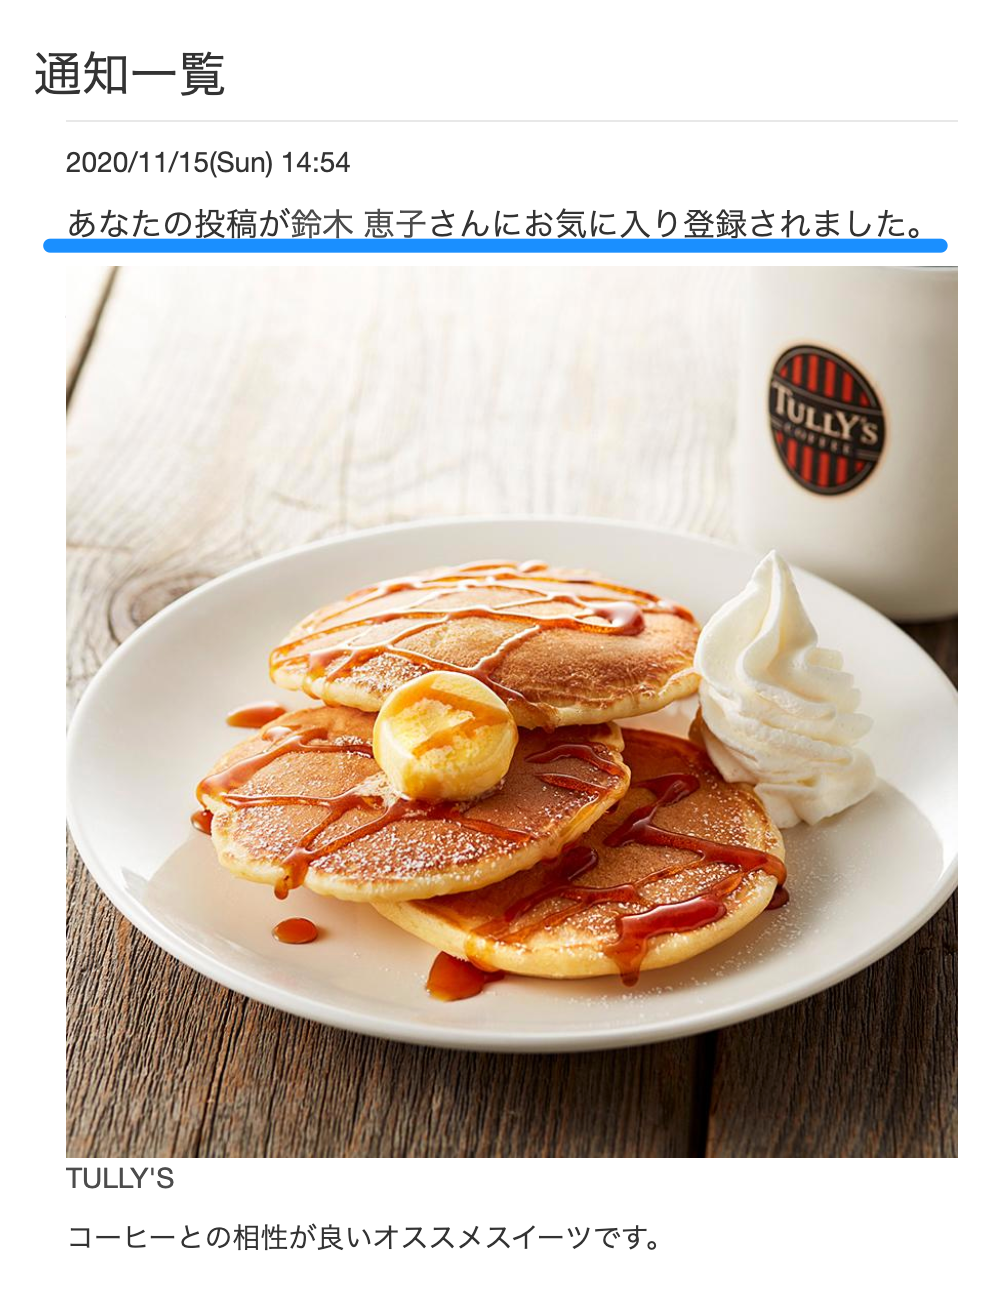 通知一覧
2020/11/15(Sun) 14:54
あなたの投稿が鈴木 恵子さんにお気に入り登録されました。
TULLY'S
COFFEE
TULLY'S
コーヒーとの相性が良いオススメスイーツです。